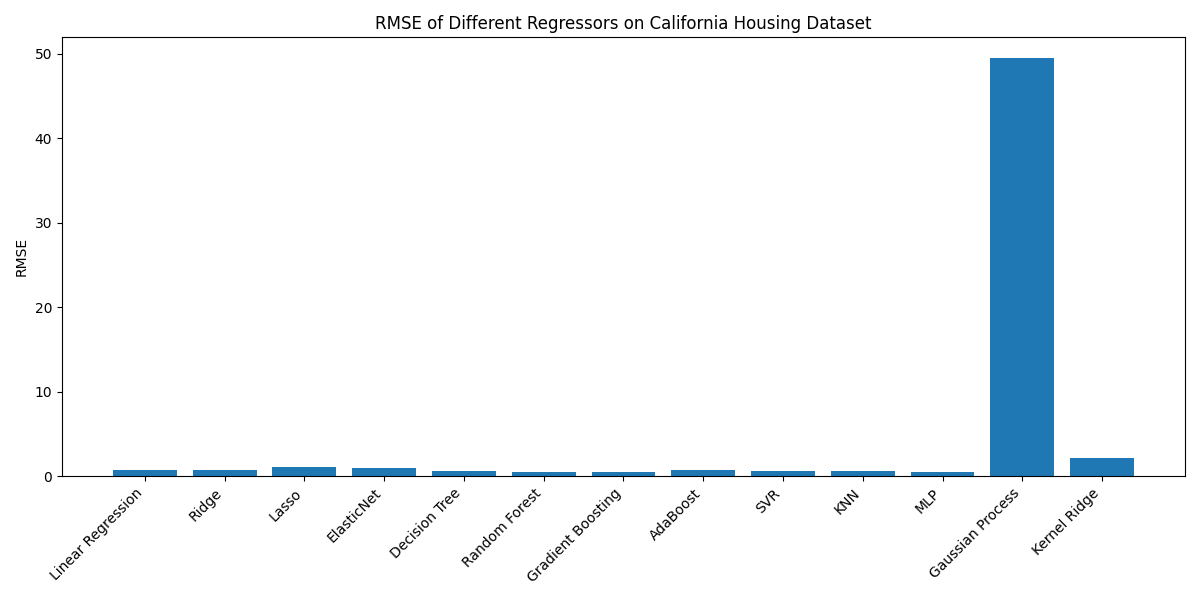 RMSE of Different Regressors on California Housing Dataset
RMSE
50
40
30
20
10
0
Linear Regression
Ridge
Lasso
ElasticNet
Decision Tree
Random Forest
Gradient Boosting
AdaBoost
SVR
KNN
MLP
Gaussian Process
Kernel Ridge